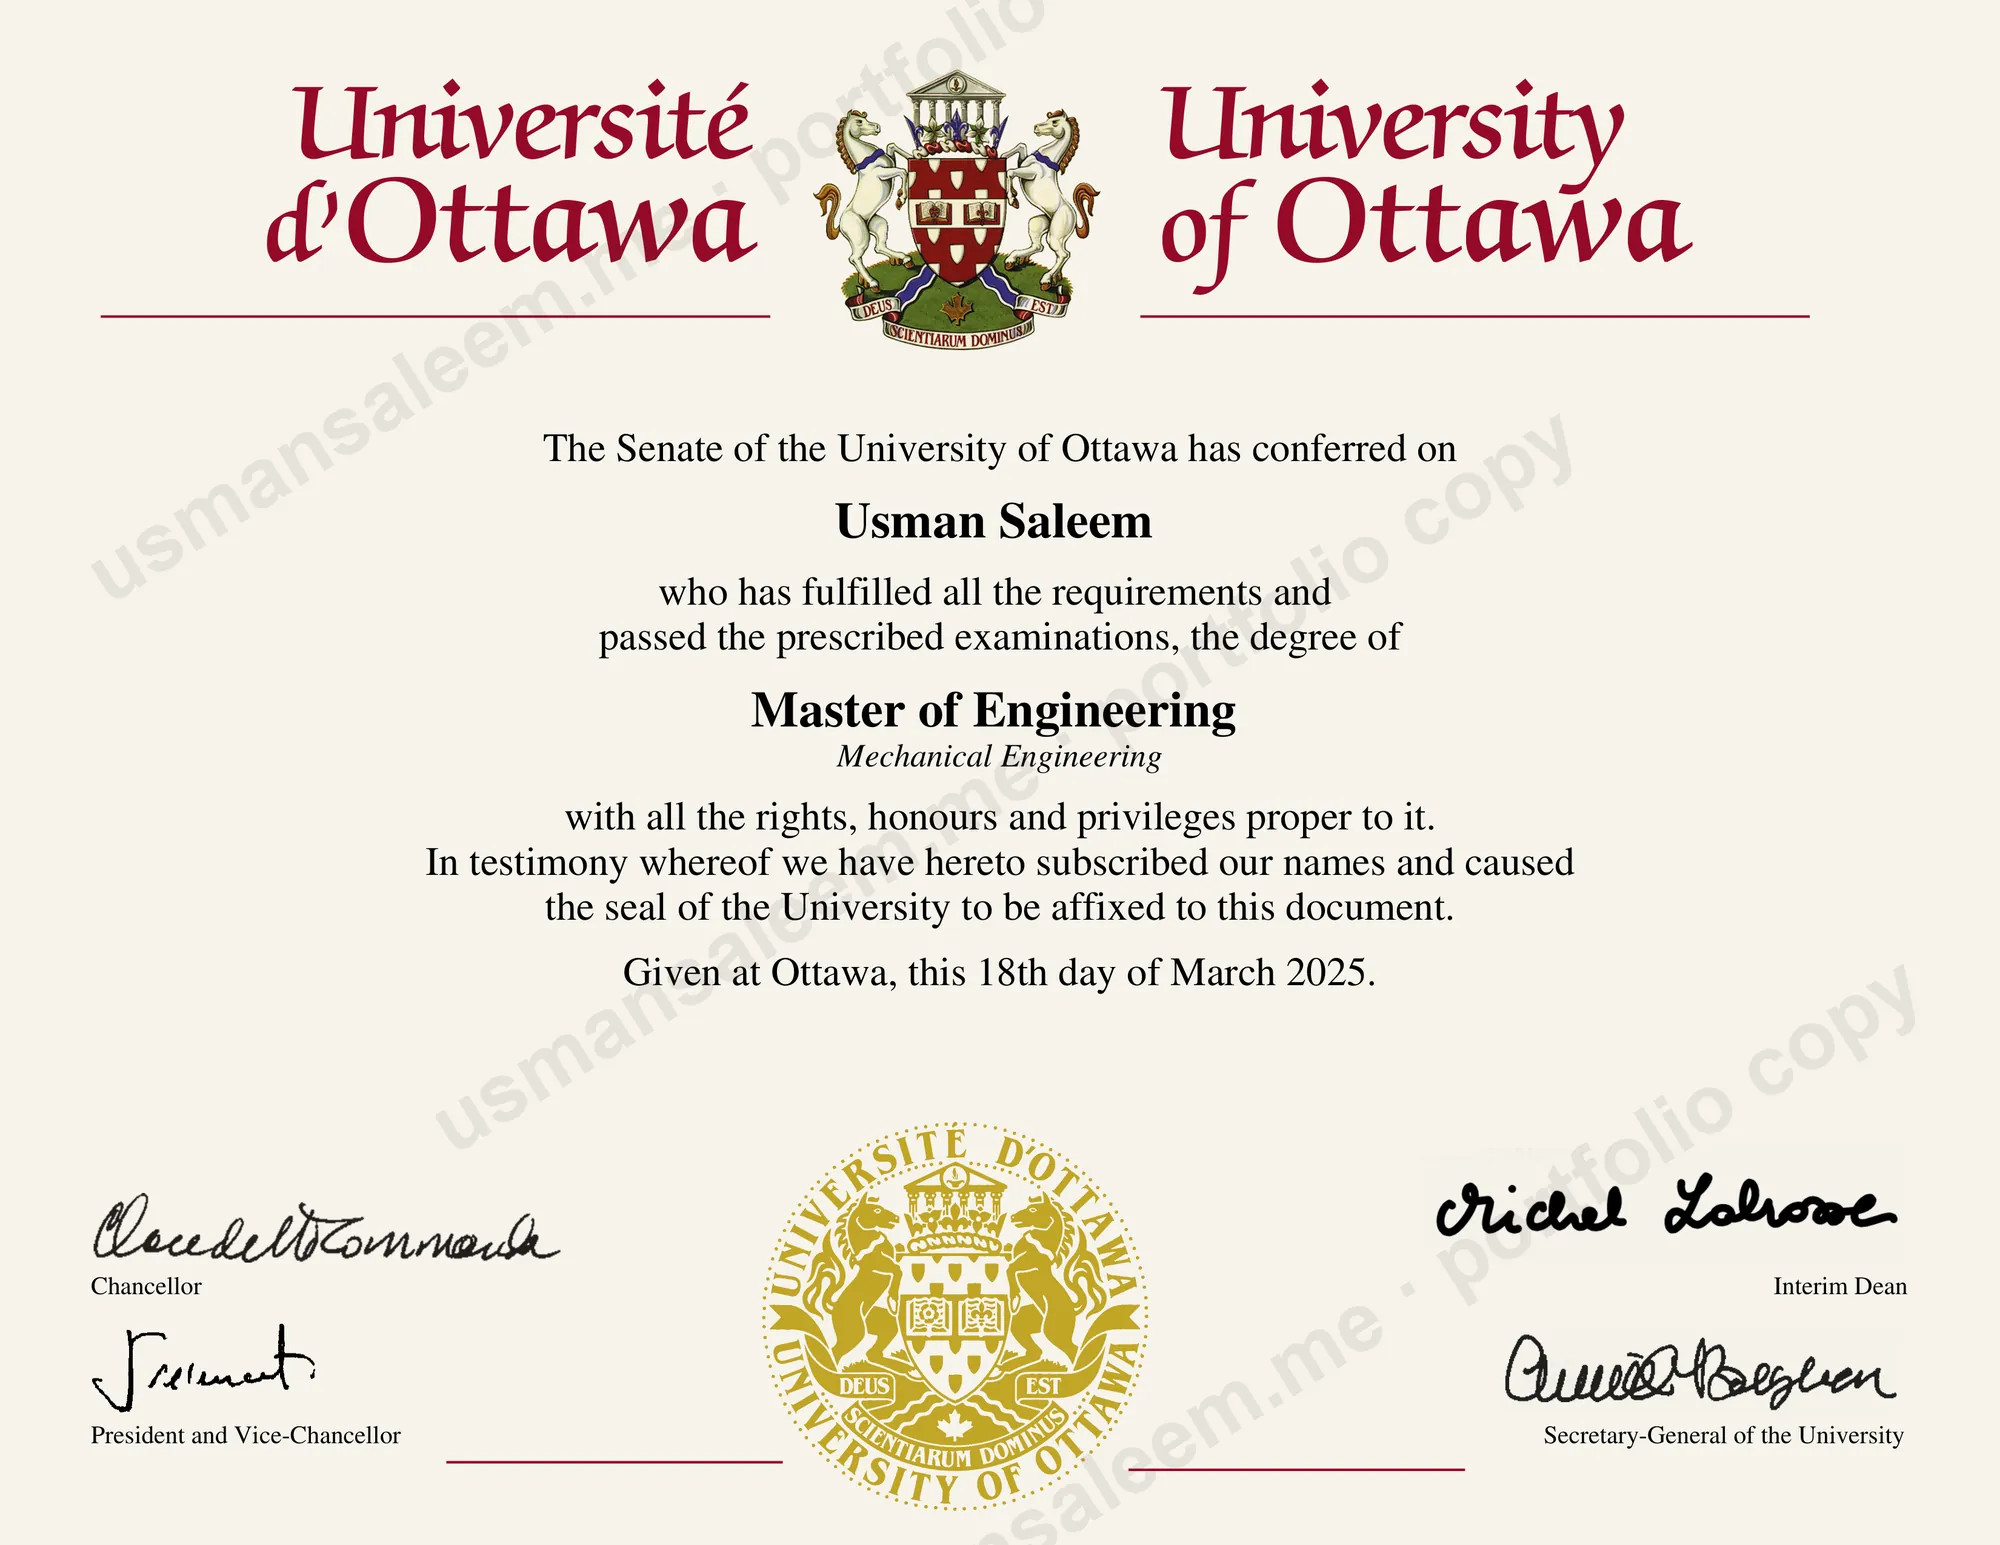 Université
d'Ottawa
University
of Ottawa
DEUS
EST
SCIENTIARUM DOMINUS
The Senate of the University of Ottawa has conferred on
Usman Saleem
who has fulfilled all the requirements and
passed the prescribed examinations, the degree of
Master of Engineering
Mechanical Engineering
with all the rights, honours and privileges proper to it.
In testimony whereof we have hereto subscribed our names and caused
the seal of the University to be affixed to this document.
Given at Ottawa, this 18th day of March 2025.
Chancellor
President and Vice-Chancellor
UNIVERSITÉ D'OTTAWA
DEUS
EST
SCIENTIARUM DOMINUS
UNIVERSITY OF OTTAWA
Michel Labrosse
Interim Dean
Secretary-General of the University
usmansaleem.me · portfolio
usmansaleem.me · portfolio copy
saleem.me · portfolio copy